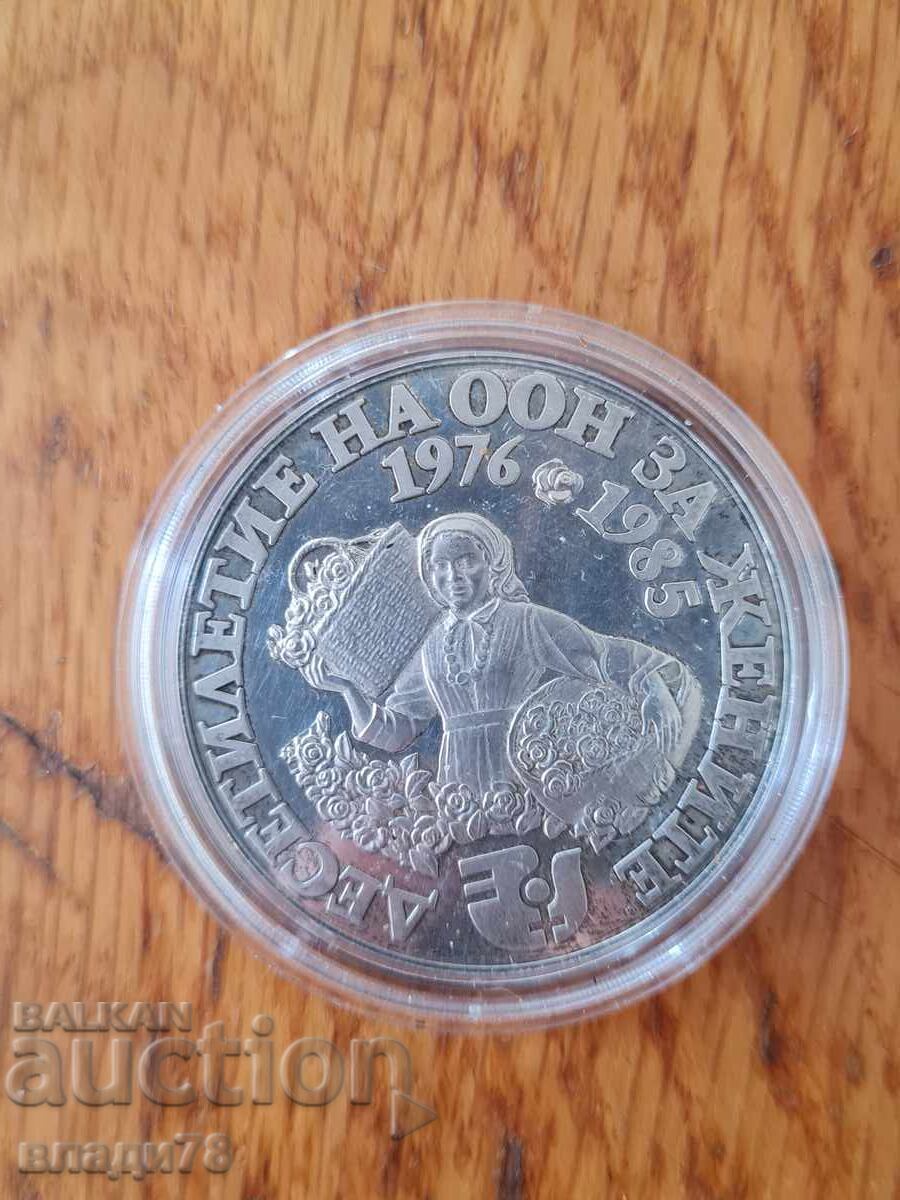 ДЕСЕТИЛЕТИЕ НА ООН ЗА ЖЕНИТЕ
1976
1985
BALKAN
auction
влади78